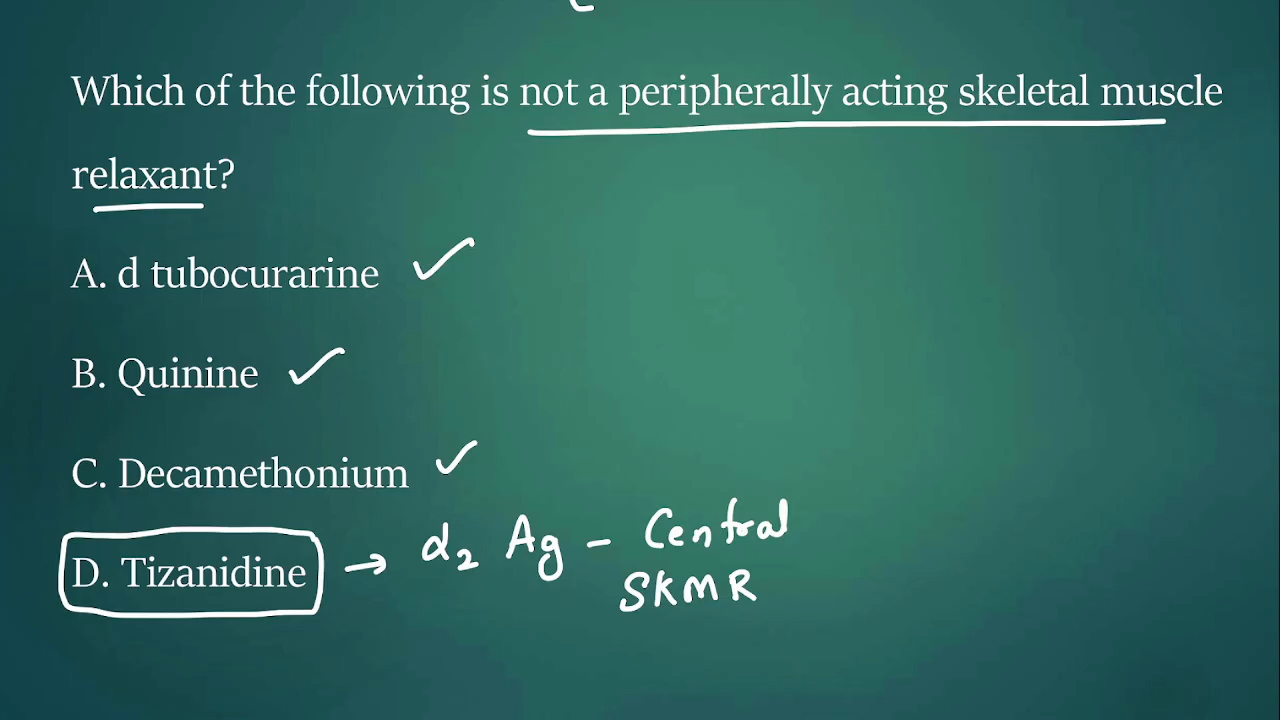 Which of the following is not a peripherally acting skeletal muscle
relaxant?
A. d tubocurarine
B. Quinine
C. Decamethonium
D. Tizanidine → α2 Ag - Central
SKMR